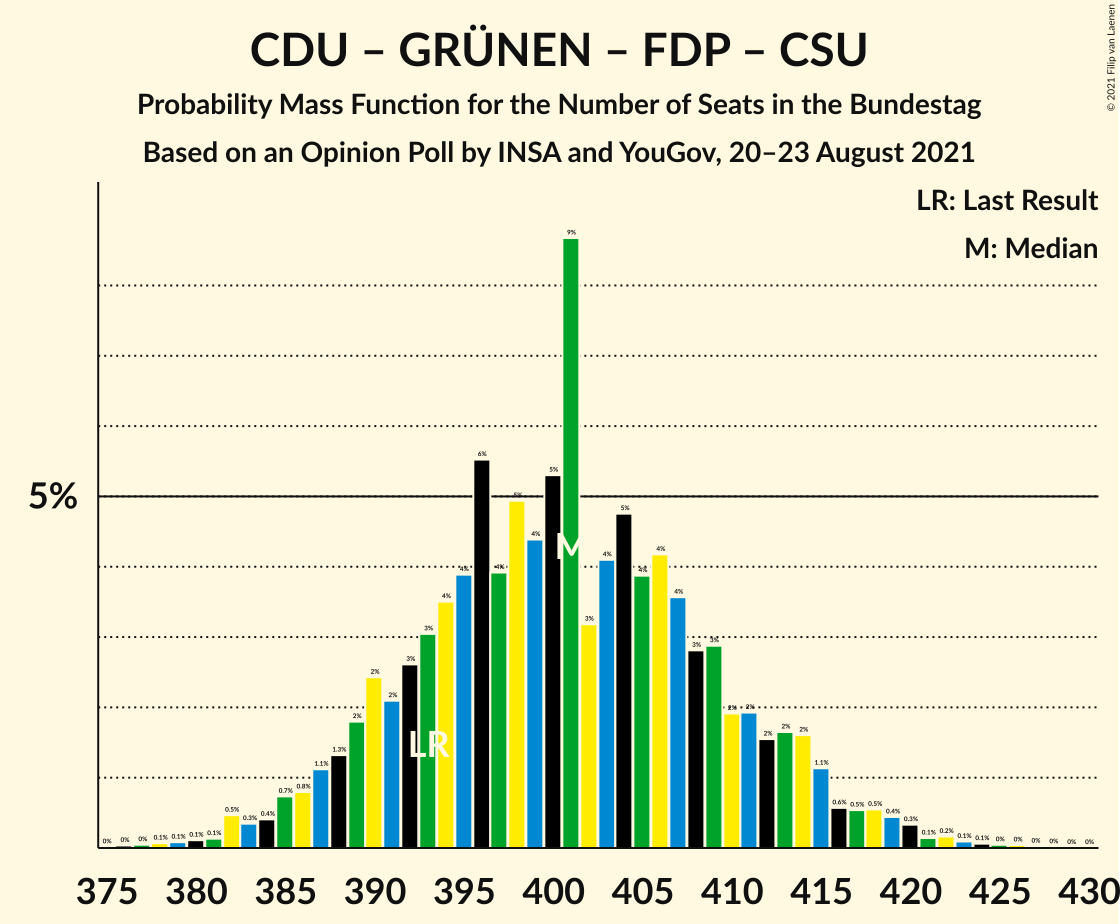 CDU – GRÜNEN – FDP – CSU
Probability Mass Function for the Number of Seats in the Bundestag
Based on an Opinion Poll by INSA and YouGov, 20–23 August 2021
© 2021 Filip van Laenen
LR: Last Result
M: Median
5%
0% 0% 0% 0.1% 0.1% 0.1% 0.1% 0.5% 0.3% 0.4% 0.7% 0.8% 1.1% 1.3% 2% 2% 2% 3% 3% 4% 4% 6% 4% 5% 4% 5% 9% 3% 4% 5% 4% 4% 4% 3% 3% 2% 2% 2% 2% 2% 1.1% 0.6% 0.5% 0.5% 0.4% 0.3% 0.1% 0.2% 0.1% 0.1% 0% 0% 0% 0% 0% 0%
M
LR
375 380 385 390 395 400 405 410 415 420 425 430